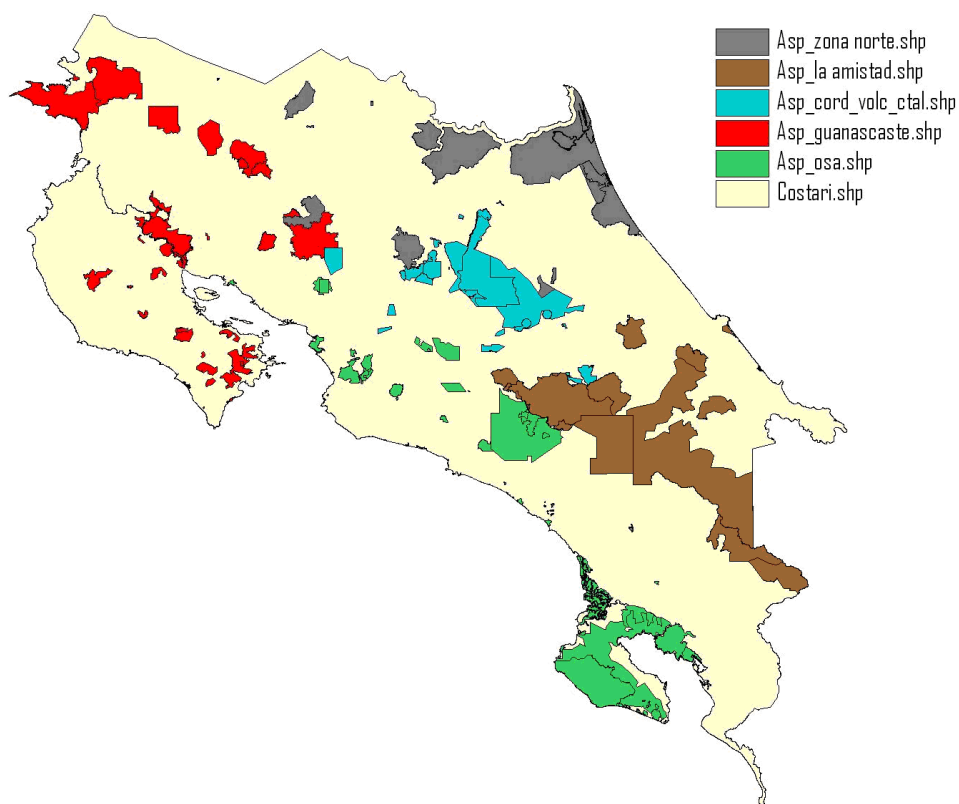 Asp_zona norte.shp
Asp_la amistad.shp
Asp_cord_volc_ctal.shp
Asp_guanascaste.shp
Asp_osa.shp
Costari.shp